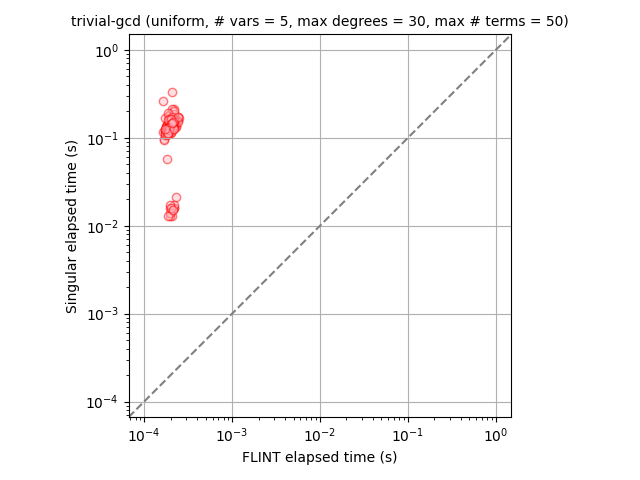 trivial-gcd (uniform, # vars = 5, max degrees = 30, max # terms = 50)
Singular elapsed time (s)
10⁰
10⁻¹
10⁻²
10⁻³
10⁻⁴
10⁻⁴ 10⁻³ 10⁻² 10⁻¹ 10⁰
FLINT elapsed time (s)